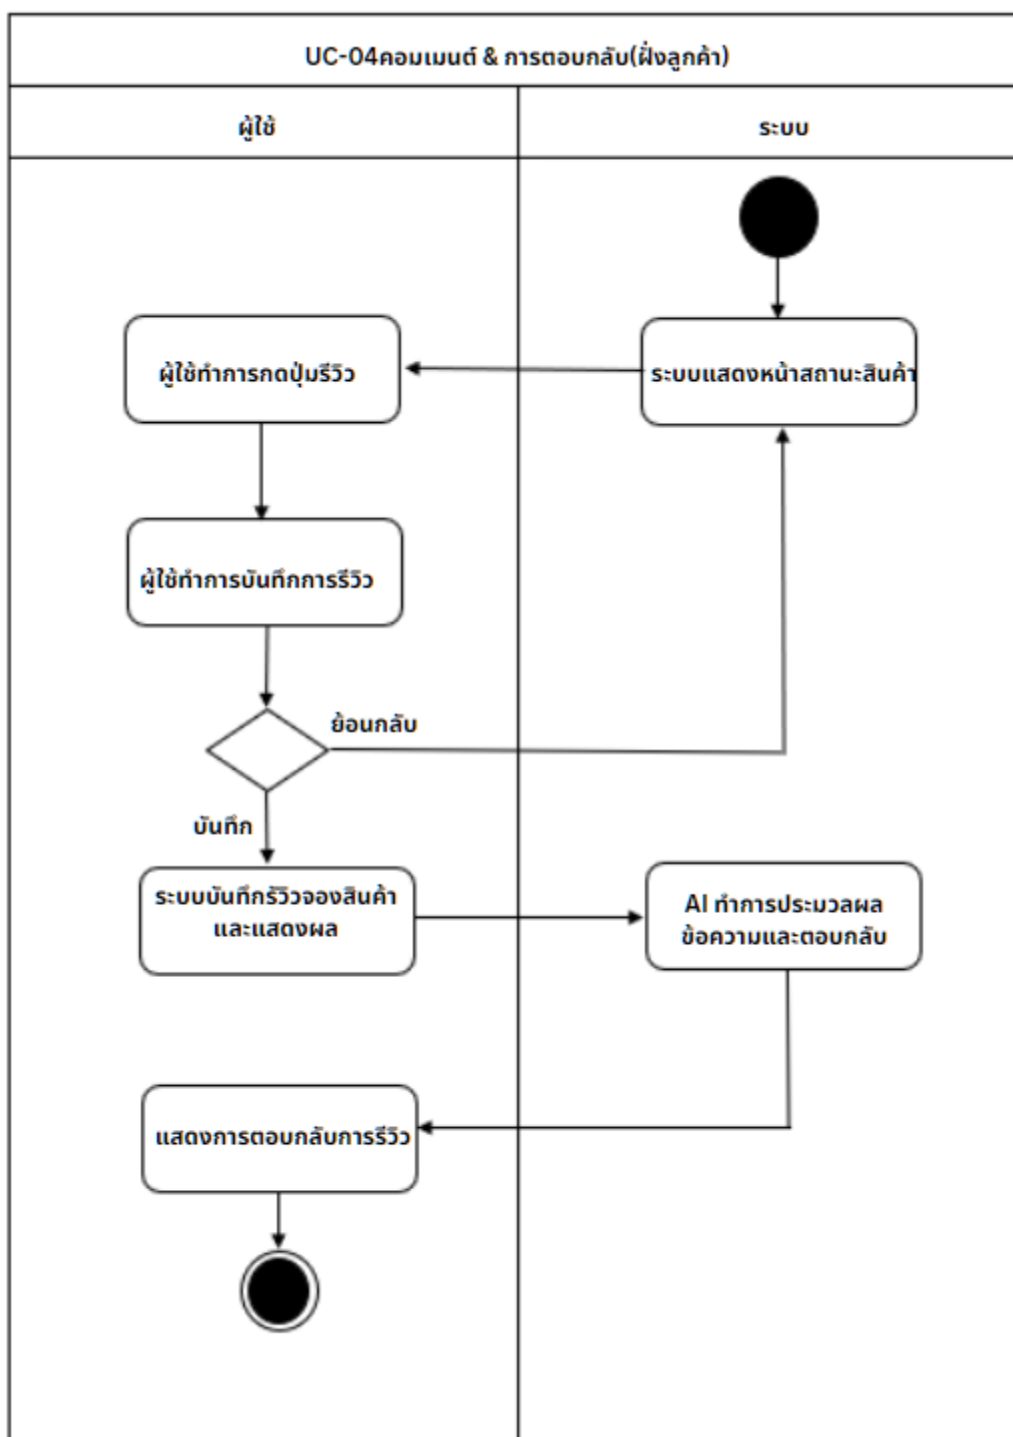 UC-04คอมเมนต์ & การตอบกลับ(ฝั่งลูกค้า)
ผู้ใช้
ระบบ
ระบบแสดงหน้าสถานะสินค้า
ผู้ใช้ทำการกดปุ่มรีวิว
ผู้ใช้ทำการบันทึกการรีวิว
ย้อนกลับ
บันทึก
ระบบบันทึกรัวิวจองสินค้า
และแสดงผล
AI ทำการประมวลผล
ข้อความและตอบกลับ
แสดงการตอบกลับการรีวิว